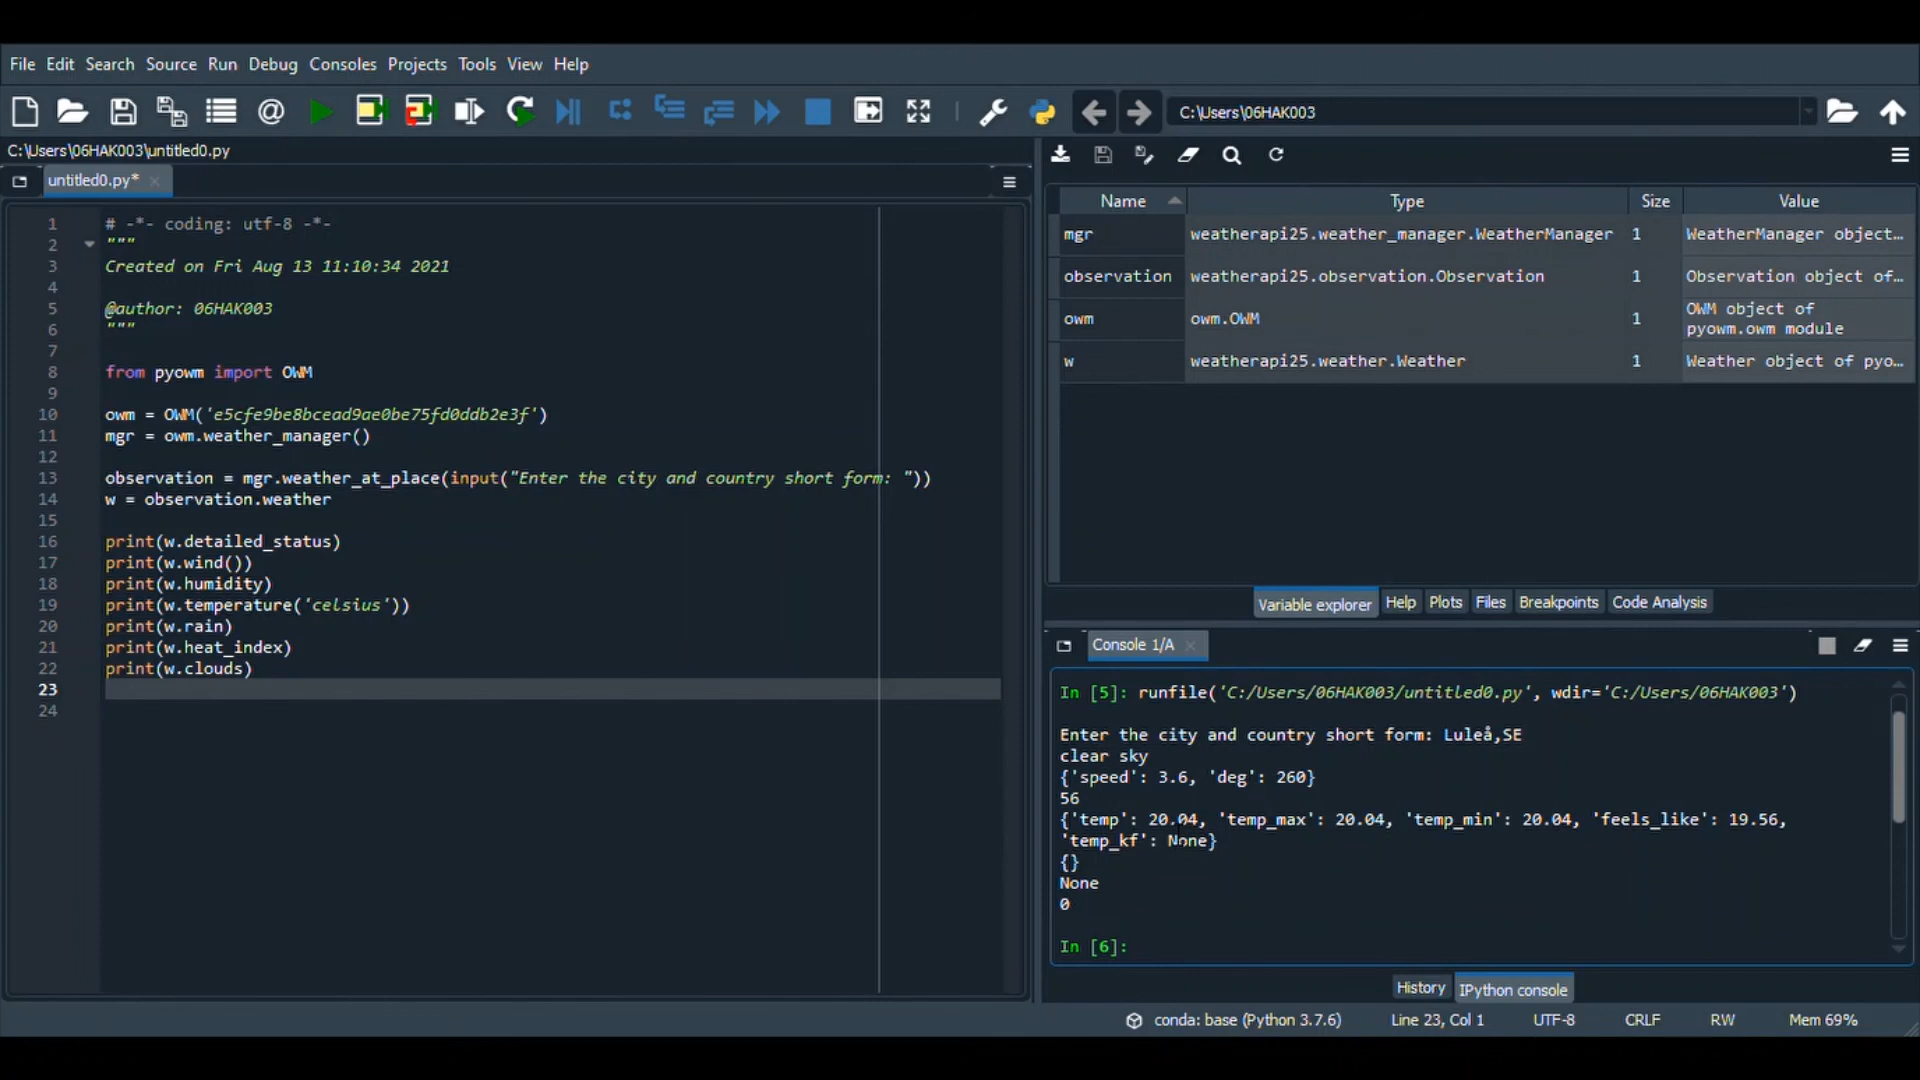 File Edit Search Source Run Debug Consoles Projects Tools View Help
C:\Users\06HAK003
C:\Users\06HAK003\untitled0.py
untitled0.py*
1 # -*- coding: utf-8 -*-
2 """
3 Created on Fri Aug 13 11:10:34 2021
4
5 @author: 06HAK003
6 """
7
8 from pyowm import OWM
9
10 owm = OWM('e5cfe9be8bcead9ae0be75fd0ddb2e3f')
11 mgr = owm.weather_manager()
12
13 observation = mgr.weather_at_place(input("Enter the city and country short form: "))
14 w = observation.weather
15
16 print(w.detailed_status)
17 print(w.wind())
18 print(w.humidity)
19 print(w.temperature('celsius'))
20 print(w.rain)
21 print(w.heat_index)
22 print(w.clouds)
23
24
Name Type Size Value
mgr weatherapi25.weather_manager.WeatherManager 1 WeatherManager object…
observation weatherapi25.observation.Observation 1 Observation object of…
owm owm.OWM 1 OWM object of
pyowm.owm module
w weatherapi25.weather.Weather 1 Weather object of pyo…
Variable explorer Help Plots Files Breakpoints Code Analysis
Console 1/A
In [5]: runfile('C:/Users/06HAK003/untitled0.py', wdir='C:/Users/06HAK003')
Enter the city and country short form: Luleå,SE
clear sky
{'speed': 3.6, 'deg': 260}
56
{'temp': 20.04, 'temp_max': 20.04, 'temp_min': 20.04, 'feels_like': 19.56,
'temp_kf': None}
{}
None
0
In [6]:
History IPython console
conda: base (Python 3.7.6) Line 23, Col 1 UTF-8 CRLF RW Mem 69%